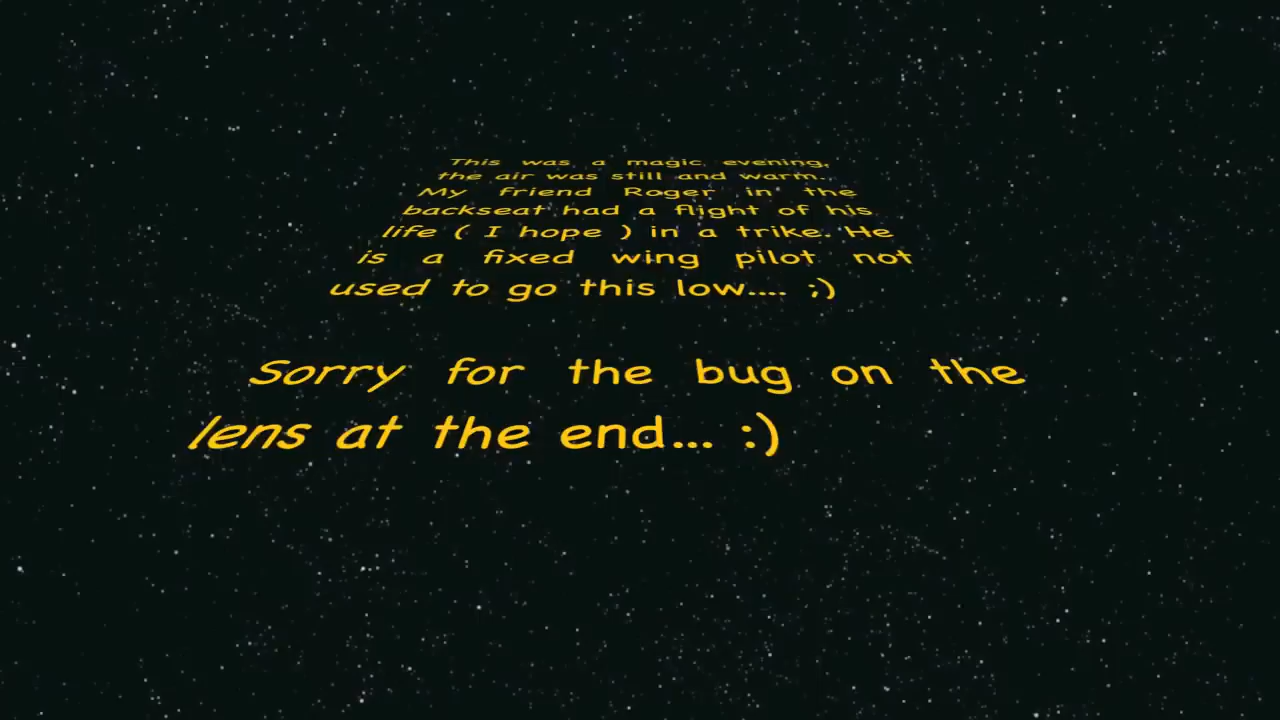 This was a magic evening,
the air was still and warm.
My friend Roger in the
backseat had a flight of his
life ( I hope ) in a trike. He
is a fixed wing pilot not
used to go this low.... ;)
Sorry for the bug on the
lens at the end... :)